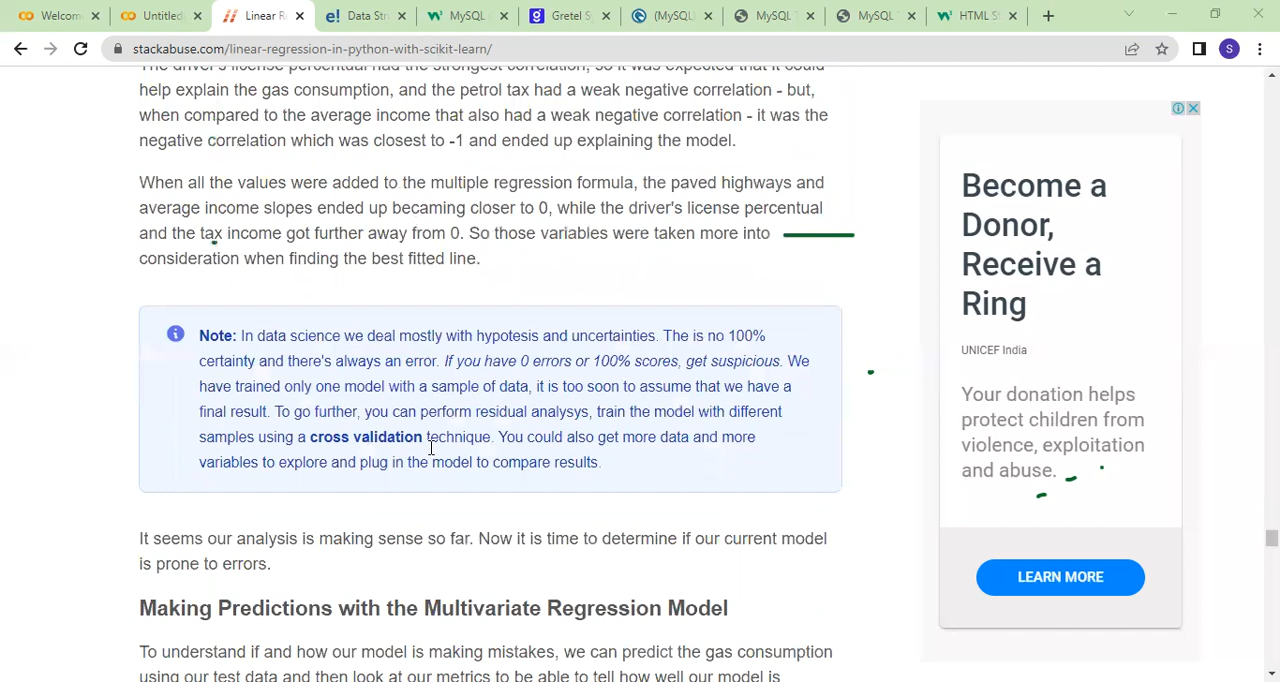 Welcom
Untitled
Linear R
Data Str
MySQL
Gretel Sy
(MySQL)
MySQL
MySQL
HTML S
stackabuse.com/linear-regression-in-python-with-scikit-learn/
S
The driver's license percentual had the strongest correlation, so it was expected that it could
help explain the gas consumption, and the petrol tax had a weak negative correlation - but,
when compared to the average income that also had a weak negative correlation - it was the
negative correlation which was closest to -1 and ended up explaining the model.
When all the values were added to the multiple regression formula, the paved highways and
average income slopes ended up becaming closer to 0, while the driver's license percentual
and the tax income got further away from 0. So those variables were taken more into
consideration when finding the best fitted line.
Note: In data science we deal mostly with hypotesis and uncertainties. The is no 100%
certainty and there's always an error. If you have 0 errors or 100% scores, get suspicious. We
have trained only one model with a sample of data, it is too soon to assume that we have a
final result. To go further, you can perform residual analysys, train the model with different
samples using a cross validation technique. You could also get more data and more
variables to explore and plug in the model to compare results.
It seems our analysis is making sense so far. Now it is time to determine if our current model
is prone to errors.
Making Predictions with the Multivariate Regression Model
To understand if and how our model is making mistakes, we can predict the gas consumption
using our test data and then look at our metrics to be able to tell how well our model is
Become a
Donor,
Receive a
Ring
UNICEF India
Your donation helps
protect children from
violence, exploitation
and abuse.
LEARN MORE